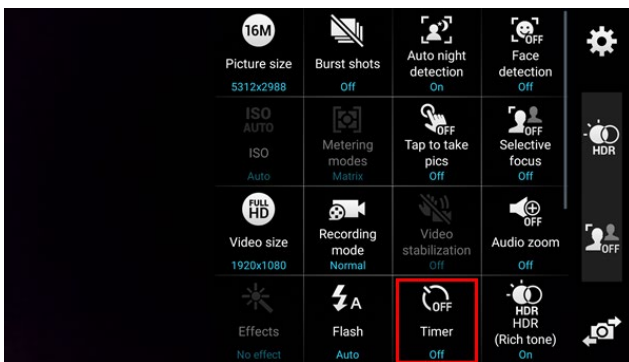 16M
Picture size
5312x2988
Burst shots
Off
Auto night
detection
On
OFF
Face
detection
Off
ISO
AUTO
ISO
Auto
Metering
modes
Matrix
OFF
Tap to take
pics
Off
OFF
Selective
focus
Off
HDR
FULL
HD
Video size
1920x1080
Recording
mode
Normal
Video
stabilization
Off
OFF
Audio zoom
Off
OFF
Effects
No effect
A
Flash
Auto
OFF
Timer
Off
HDR
HDR
(Rich tone)
On